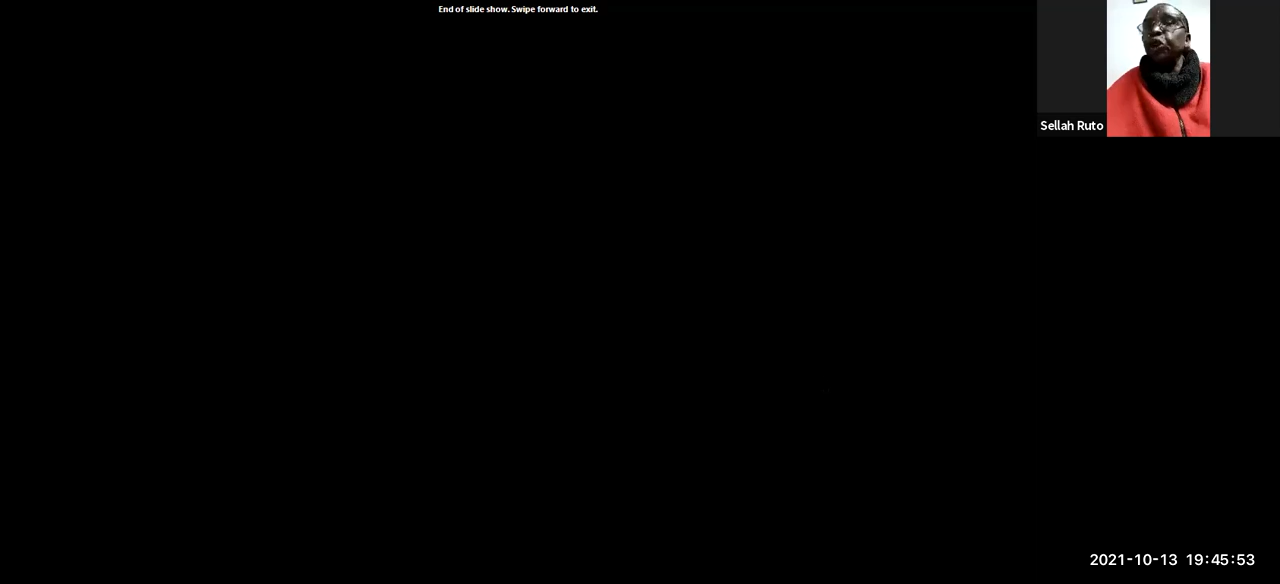 End of slide show. Swipe forward to exit.
Sellah Ruto
2021-10-13 19:45:53